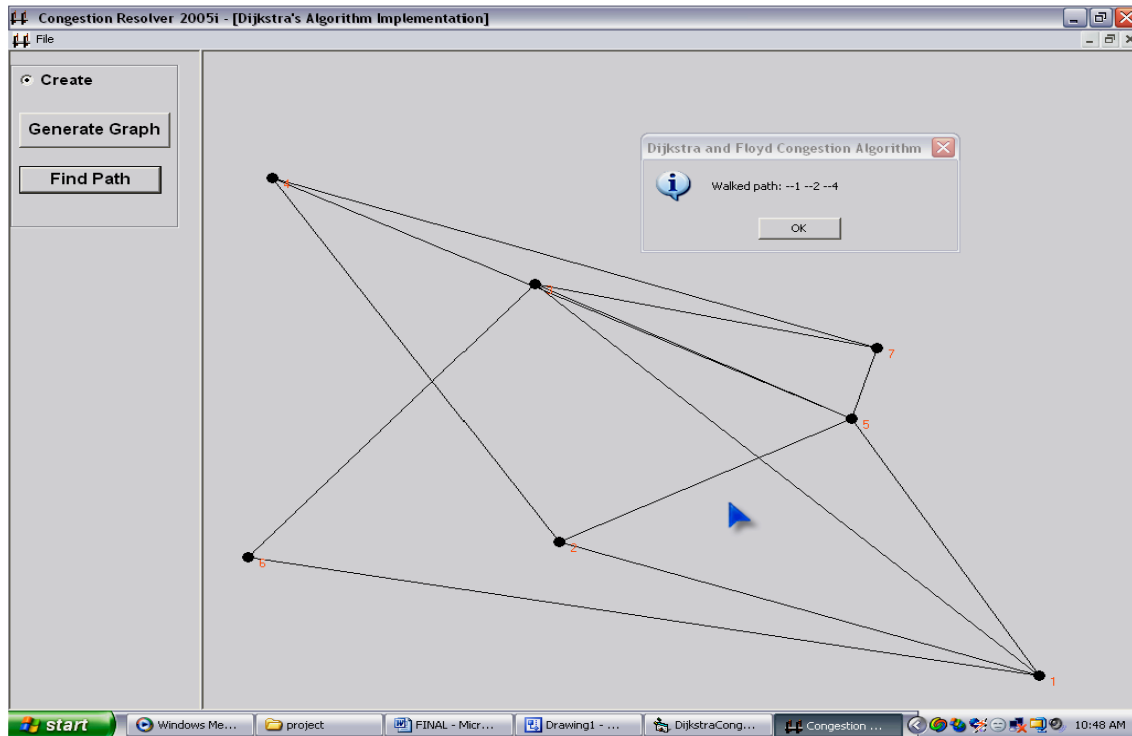 Congestion Resolver 2005i - [Dijkstra's Algorithm Implementation]
File
Create
Generate Graph
Find Path
Dijkstra and Floyd Congestion Algorithm
Walked path: --1 --2 --4
OK
4
7
5
2
6
1
start
Windows Me...
project
FINAL - Micr...
Drawing1 - ...
DijkstraCong...
Congestion ...
10:48 AM